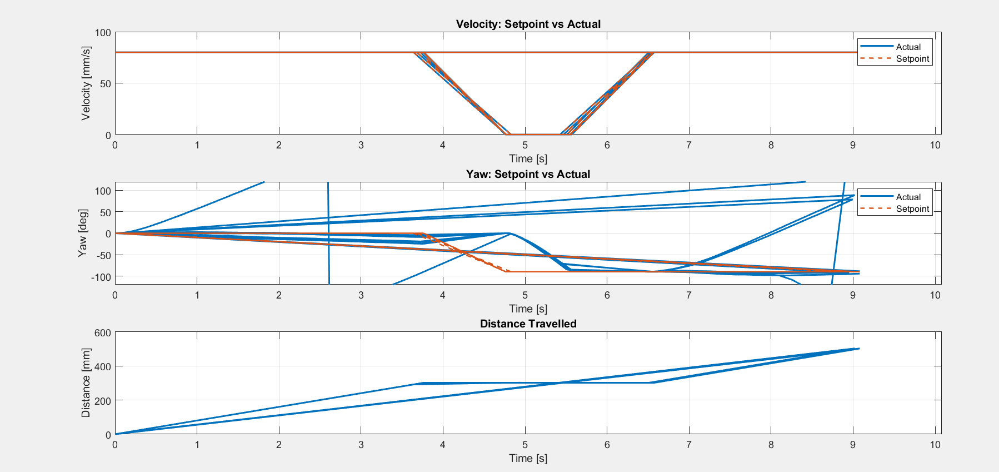 Velocity: Setpoint vs Actual
Velocity [mm/s]
100
50
0
Actual
Setpoint
0 1 2 3 4 5 6 7 8 9 10
Time [s]
Yaw: Setpoint vs Actual
Yaw [deg]
100
50
0
-50
-100
Actual
Setpoint
0 1 2 3 4 5 6 7 8 9 10
Time [s]
Distance Travelled
Distance [mm]
600
400
200
0
0 1 2 3 4 5 6 7 8 9 10
Time [s]